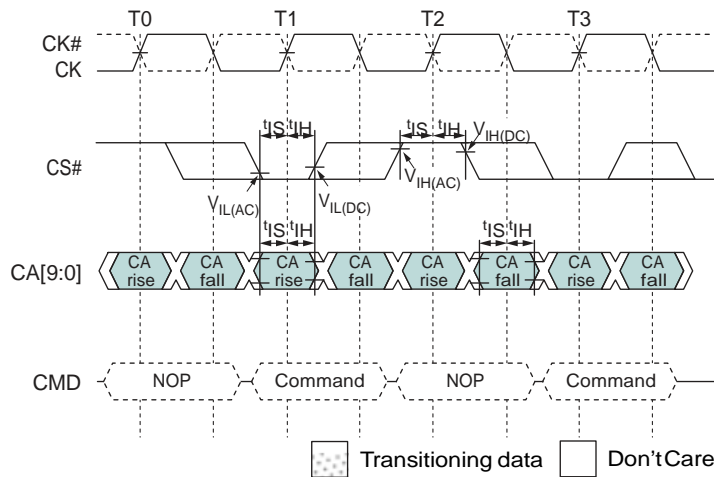 T0 T1 T2 T3
CK#
CK
tIS tIH tIS tIH
VIH(DC)
CS#
VIH(AC)
VIL(AC) VIL(DC)
tIS tIH tIS tIH
CA[9:0] CA rise CA fall CA rise CA fall CA rise CA fall CA rise CA fall
CMD NOP Command NOP Command
Transitioning data Don'tCare